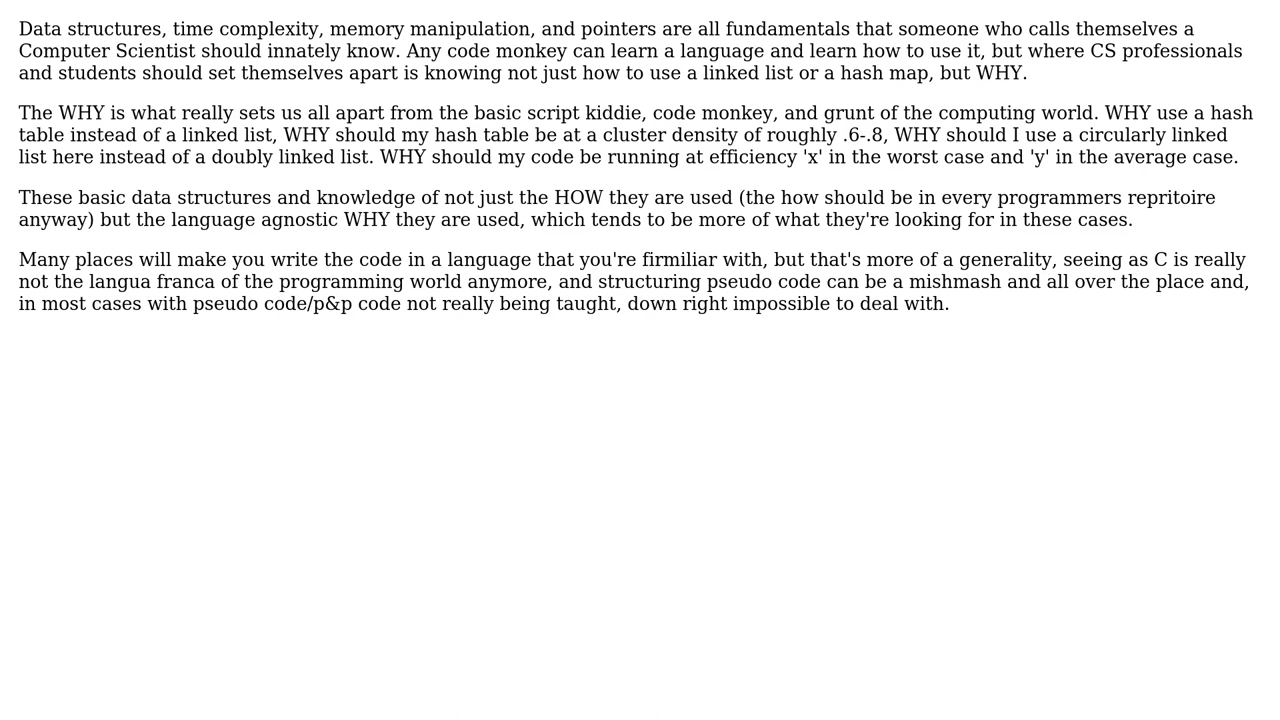 Data structures, time complexity, memory manipulation, and pointers are all fundamentals that someone who calls themselves a
Computer Scientist should innately know. Any code monkey can learn a language and learn how to use it, but where CS professionals
and students should set themselves apart is knowing not just how to use a linked list or a hash map, but WHY.
The WHY is what really sets us all apart from the basic script kiddie, code monkey, and grunt of the computing world. WHY use a hash
table instead of a linked list, WHY should my hash table be at a cluster density of roughly .6-.8, WHY should I use a circularly linked
list here instead of a doubly linked list. WHY should my code be running at efficiency 'x' in the worst case and 'y' in the average case.
These basic data structures and knowledge of not just the HOW they are used (the how should be in every programmers repritoire
anyway) but the language agnostic WHY they are used, which tends to be more of what they're looking for in these cases.
Many places will make you write the code in a language that you're firmiliar with, but that's more of a generality, seeing as C is really
not the langua franca of the programming world anymore, and structuring pseudo code can be a mishmash and all over the place and,
in most cases with pseudo code/p&p code not really being taught, down right impossible to deal with.